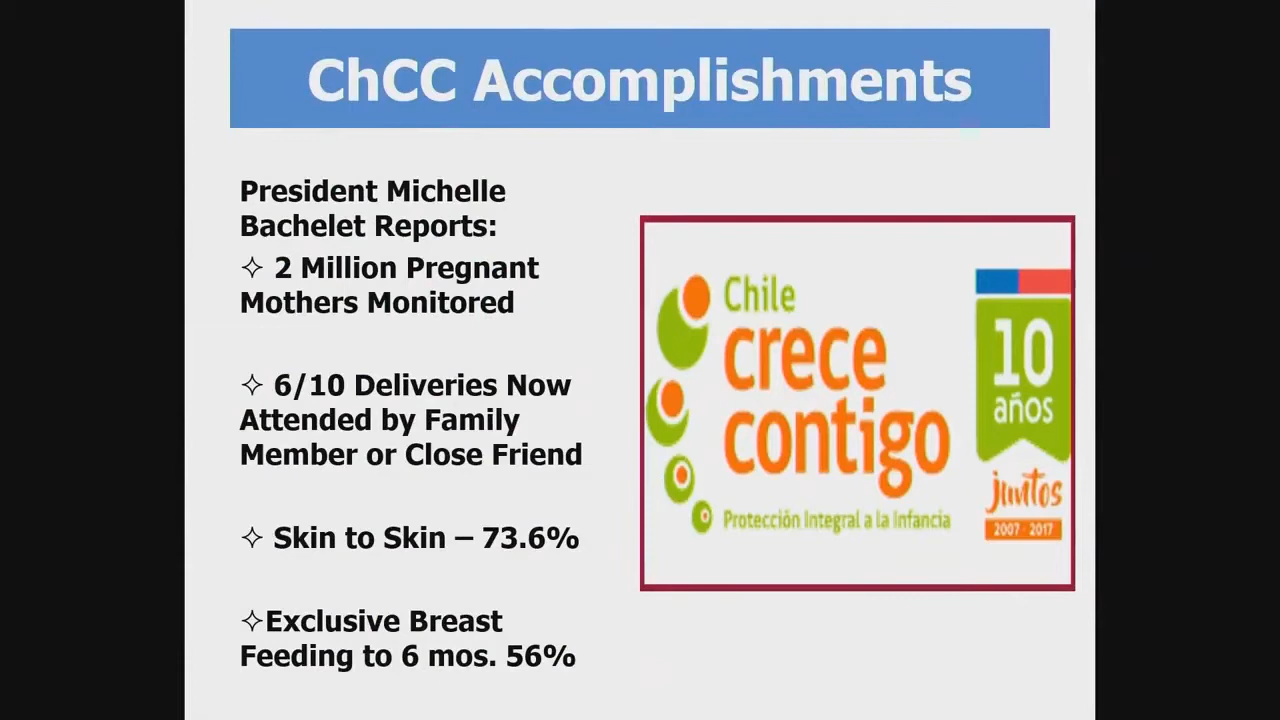 ChCC Accomplishments
President Michelle
Bachelet Reports:
✧ 2 Million Pregnant
Mothers Monitored
✧ 6/10 Deliveries Now
Attended by Family
Member or Close Friend
✧ Skin to Skin – 73.6%
✧Exclusive Breast
Feeding to 6 mos. 56%
Chile
crece
contigo
Protección Integral a la Infancia
10
años
juntos
2007 - 2017